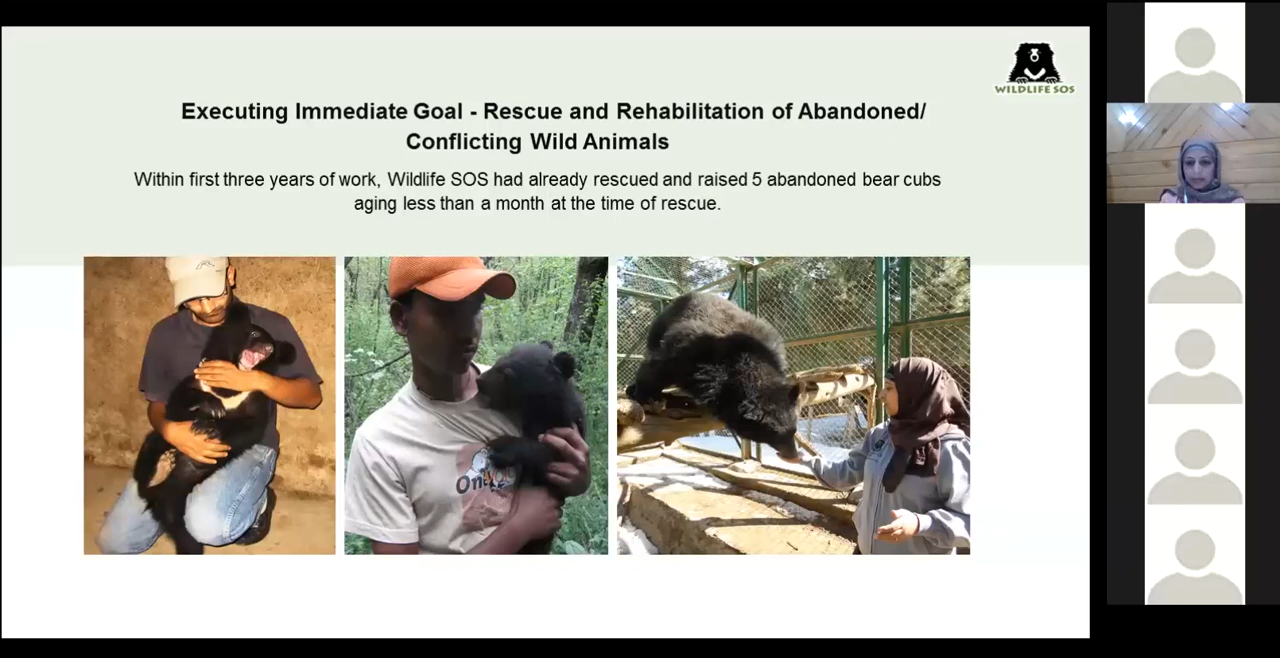 WILDLIFE SOS
Executing Immediate Goal - Rescue and Rehabilitation of Abandoned/
Conflicting Wild Animals
Within first three years of work, Wildlife SOS had already rescued and raised 5 abandoned bear cubs
aging less than a month at the time of rescue.